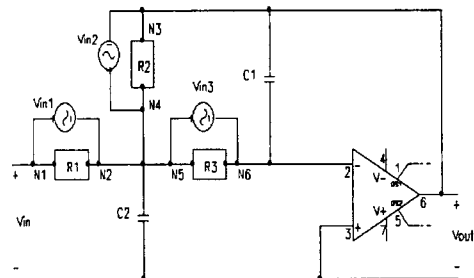 Vin2
N3
R2
N4
C1
Vin1
Vin3
N1
R1
N2
N5
R3
N6
+
-
+
Vin
-
C2
2
3
4
V-
1
6
V+
7
5
+
Vout
-